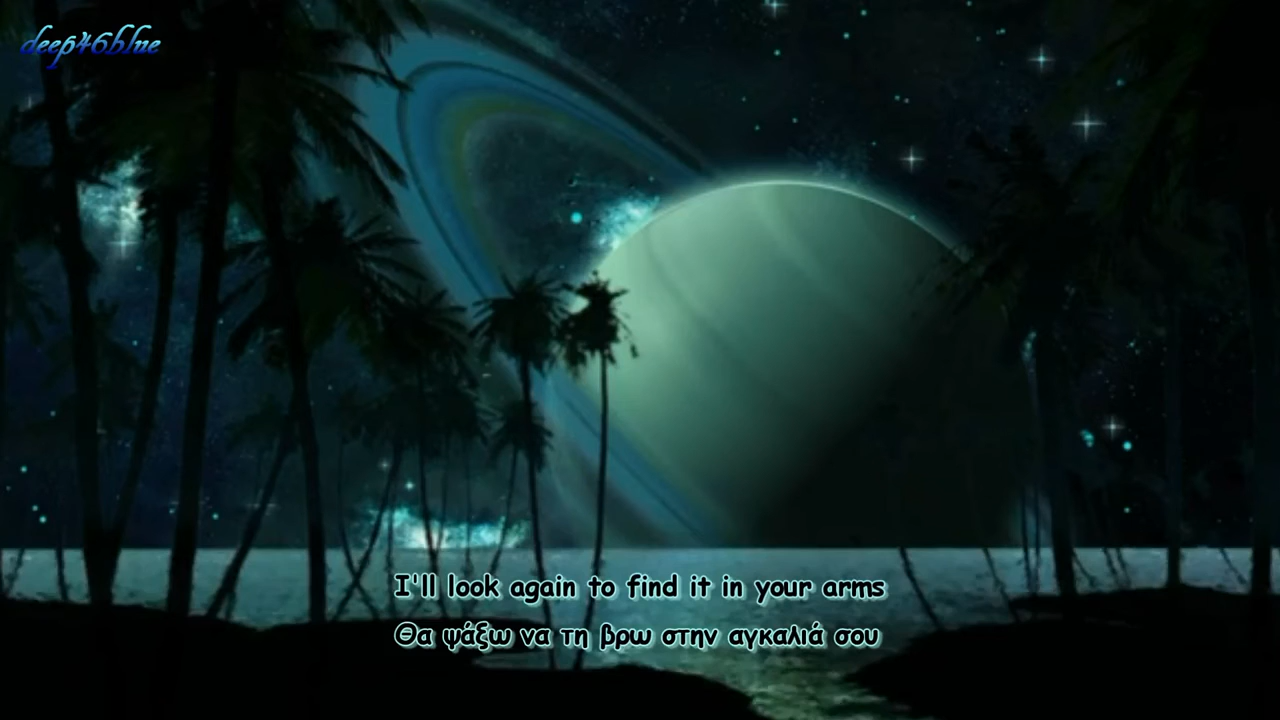 deep46blue
I'll look again to find it in your arms
Θα ψάξω να τη βρω στην αγκαλιά σου